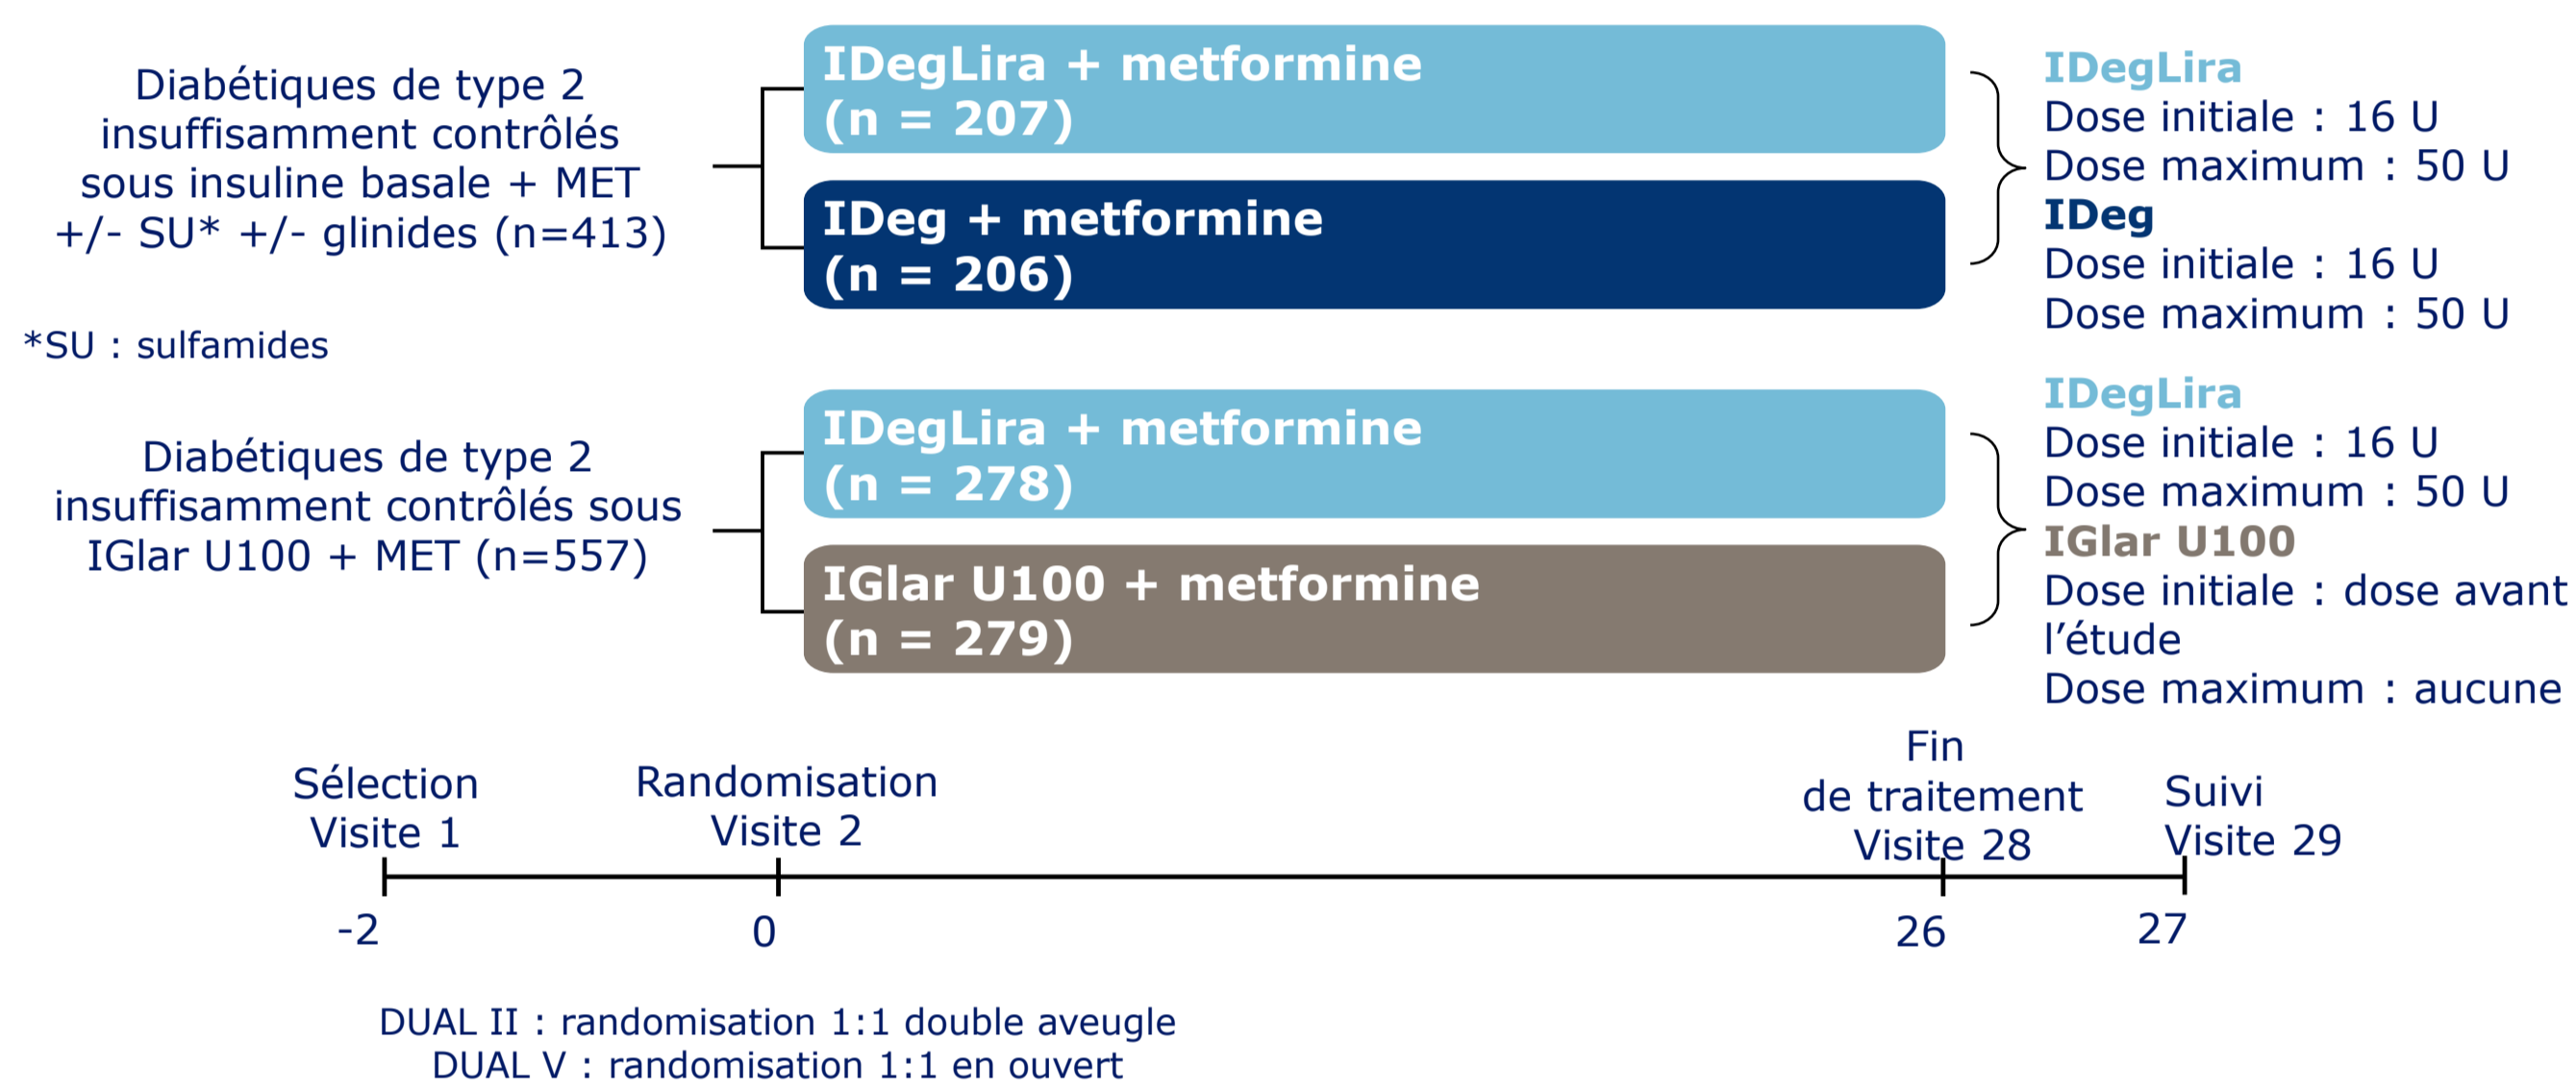 Diabétiques de type 2
insuffisamment contrôlés
sous insuline basale + MET
+/- SU* +/- glinides (n=413)
*SU : sulfamides
IDegLira + metformine
(n = 207)
IDeg + metformine
(n = 206)
IDegLira
Dose initiale : 16 U
Dose maximum : 50 U
IDeg
Dose initiale : 16 U
Dose maximum : 50 U
Diabétiques de type 2
insuffisamment contrôlés sous
IGlar U100 + MET (n=557)
IDegLira + metformine
(n = 278)
IGlar U100 + metformine
(n = 279)
IDegLira
Dose initiale : 16 U
Dose maximum : 50 U
IGlar U100
Dose initiale : dose avant
l’étude
Dose maximum : aucune
Sélection
Visite 1
Randomisation
Visite 2
Fin
de traitement
Visite 28
Suivi
Visite 29
-2
0
26
27
DUAL II : randomisation 1:1 double aveugle
DUAL V : randomisation 1:1 en ouvert